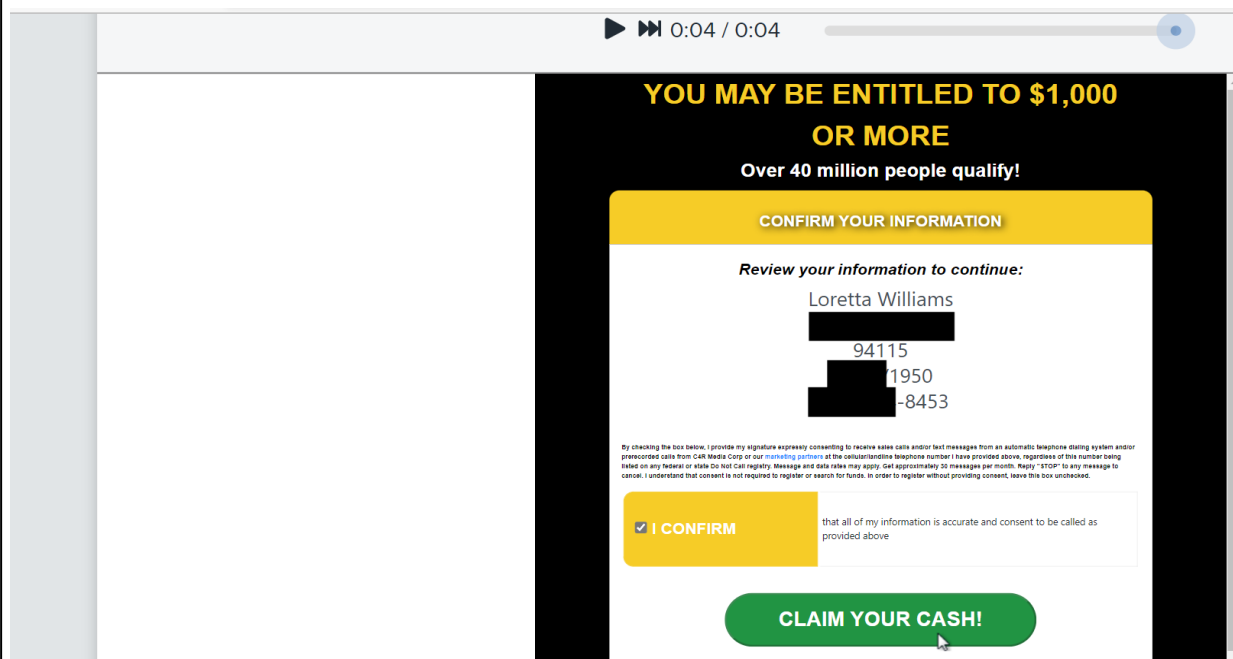 0:04 / 0:04
YOU MAY BE ENTITLED TO $1,000
OR MORE
Over 40 million people qualify!
CONFIRM YOUR INFORMATION
Review your information to continue:
Loretta Williams
94115
/1950
-8453
By checking the box below, I provide my signature expressly consenting to receive sales calls and/or text messages from an automatic telephone dialing system and/or
prerecorded calls from C4R Media Corp or our marketing partners at the cellular/landline telephone number I have provided above, regardless of this number being
listed on any federal or state Do Not Call registry. Message and data rates may apply. Get approximately 30 messages per month. Reply "STOP" to any message to
cancel. I understand that consent is not required to register or search for funds. In order to register without providing consent, leave this box unchecked.
I CONFIRM
that all of my information is accurate and consent to be called as
provided above
CLAIM YOUR CASH!